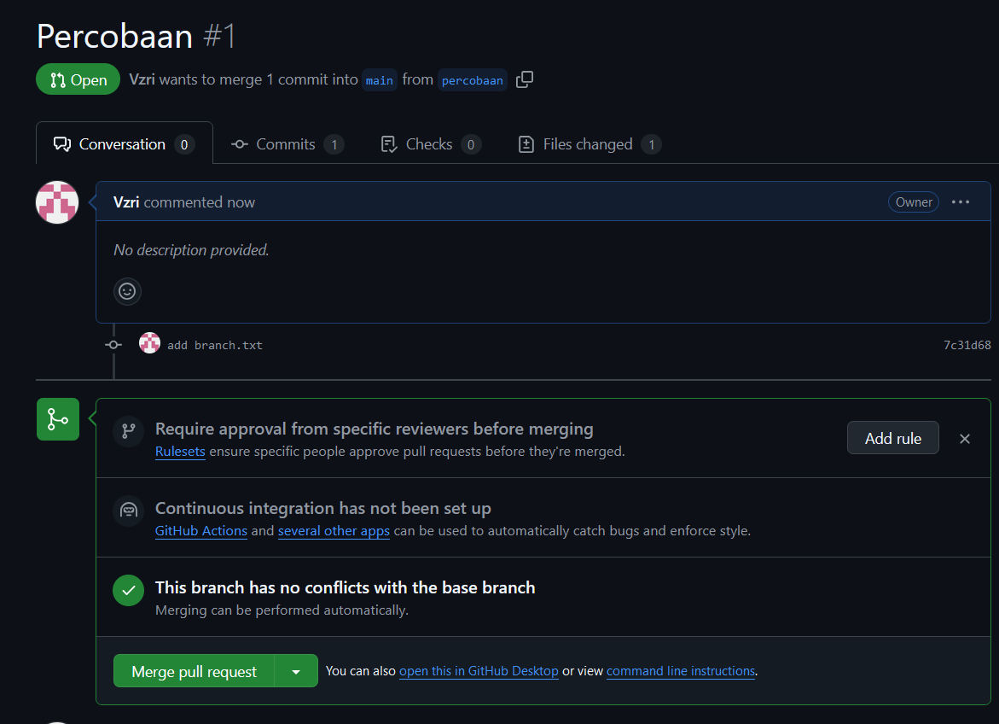 Percobaan #1
Open Vzri wants to merge 1 commit into main from percobaan
Conversation 0 Commits 1 Checks 0 Files changed 1
Vzri commented now Owner
No description provided.
add branch.txt 7c31d68
Require approval from specific reviewers before merging
Rulesets ensure specific people approve pull requests before they're merged.
Add rule
Continuous integration has not been set up
GitHub Actions and several other apps can be used to automatically catch bugs and enforce style.
This branch has no conflicts with the base branch
Merging can be performed automatically.
Merge pull request You can also open this in GitHub Desktop or view command line instructions.